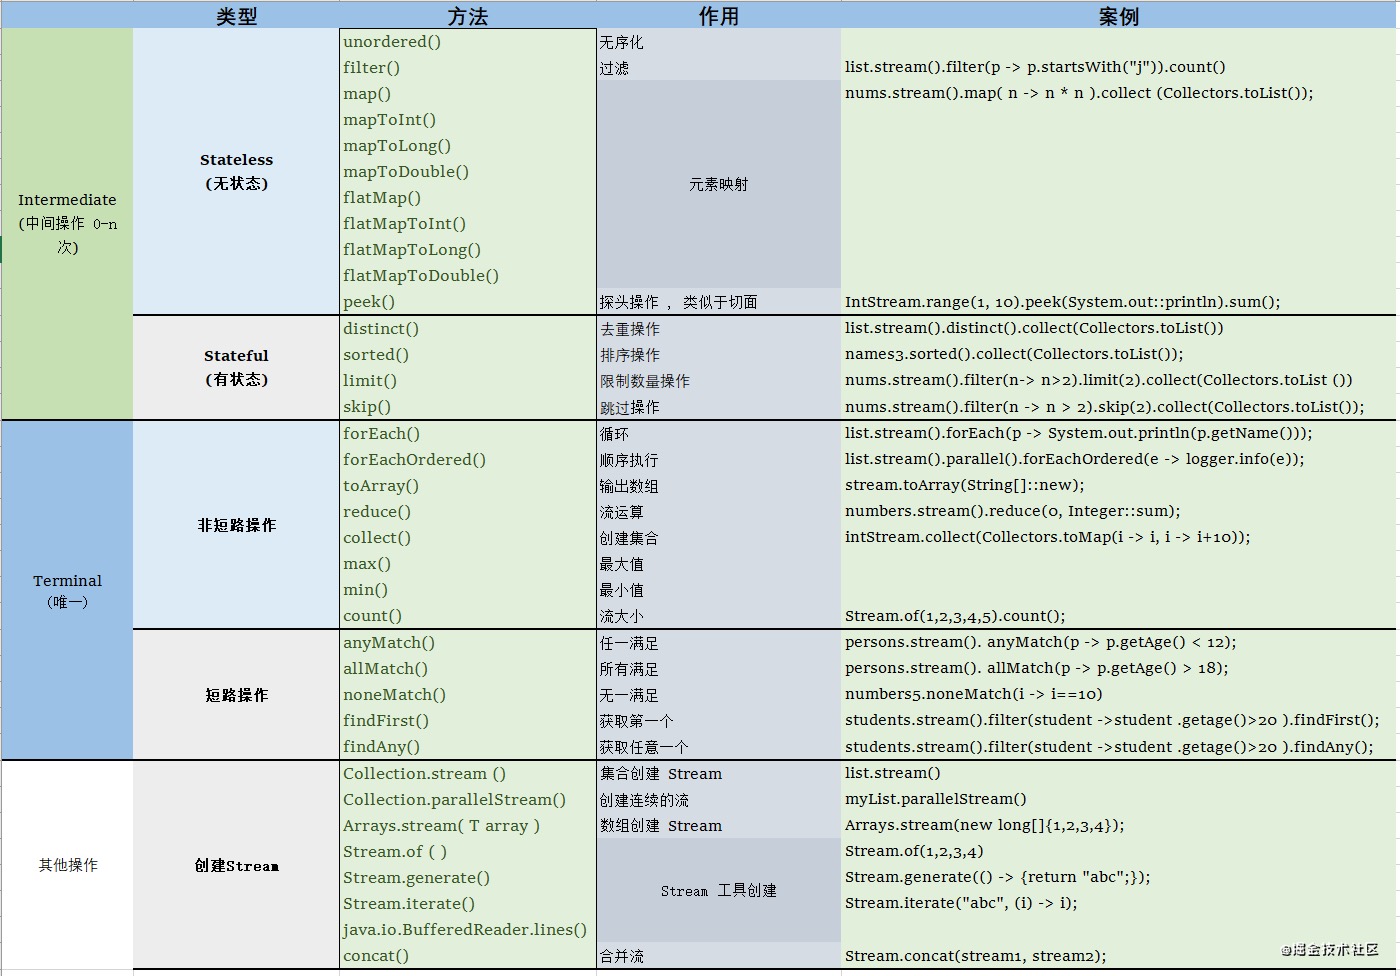 类型 方法 作用 案例
Intermediate
(中间操作 0-n
次)
Stateless
(无状态)
unordered() 无序化
filter() 过滤 list.stream().filter(p -> p.startsWith("j")).count()
map() nums.stream().map( n -> n * n ).collect (Collectors.toList());
mapToInt()
mapToLong()
mapToDouble()
元素映射
flatMap()
flatMapToInt()
flatMapToLong()
flatMapToDouble()
peek() 探头操作 ，类似于切面 IntStream.range(1, 10).peek(System.out::println).sum();
Stateful
(有状态)
distinct() 去重操作 list.stream().distinct().collect(Collectors.toList())
sorted() 排序操作 names3.sorted().collect(Collectors.toList());
limit() 限制数量操作 nums.stream().filter(n-> n>2).limit(2).collect(Collectors.toList ())
skip() 跳过操作 nums.stream().filter(n -> n > 2).skip(2).collect(Collectors.toList());
Terminal
(唯一)
非短路操作
forEach() 循环 list.stream().forEach(p -> System.out.println(p.getName()));
forEachOrdered() 顺序执行 list.stream().parallel().forEachOrdered(e -> logger.info(e));
toArray() 输出数组 stream.toArray(String[]::new);
reduce() 流运算 numbers.stream().reduce(0, Integer::sum);
collect() 创建集合 intStream.collect(Collectors.toMap(i -> i, i -> i+10));
max() 最大值
min() 最小值
count() 流大小 Stream.of(1,2,3,4,5).count();
短路操作
anyMatch() 任一满足 persons.stream(). anyMatch(p -> p.getAge() < 12);
allMatch() 所有满足 persons.stream(). allMatch(p -> p.getAge() > 18);
noneMatch() 无一满足 numbers5.noneMatch(i -> i==10)
findFirst() 获取第一个 students.stream().filter(student ->student .getage()>20 ).findFirst();
findAny() 获取任意一个 students.stream().filter(student ->student .getage()>20 ).findAny();
其他操作
创建Stream
Collection.stream () 集合创建 Stream list.stream()
Collection.parallelStream() 创建连续的流 myList.parallelStream()
Arrays.stream( T array ) 数组创建 Stream Arrays.stream(new long[]{1,2,3,4});
Stream.of ( ) Stream.of(1,2,3,4)
Stream.generate() Stream.generate(() -> {return "abc";});
Stream 工具创建
Stream.iterate() Stream.iterate("abc", (i) -> i);
java.io.BufferedReader.lines()
concat() 合并流 Stream.concat(stream1, stream2);
@掘金技术社区